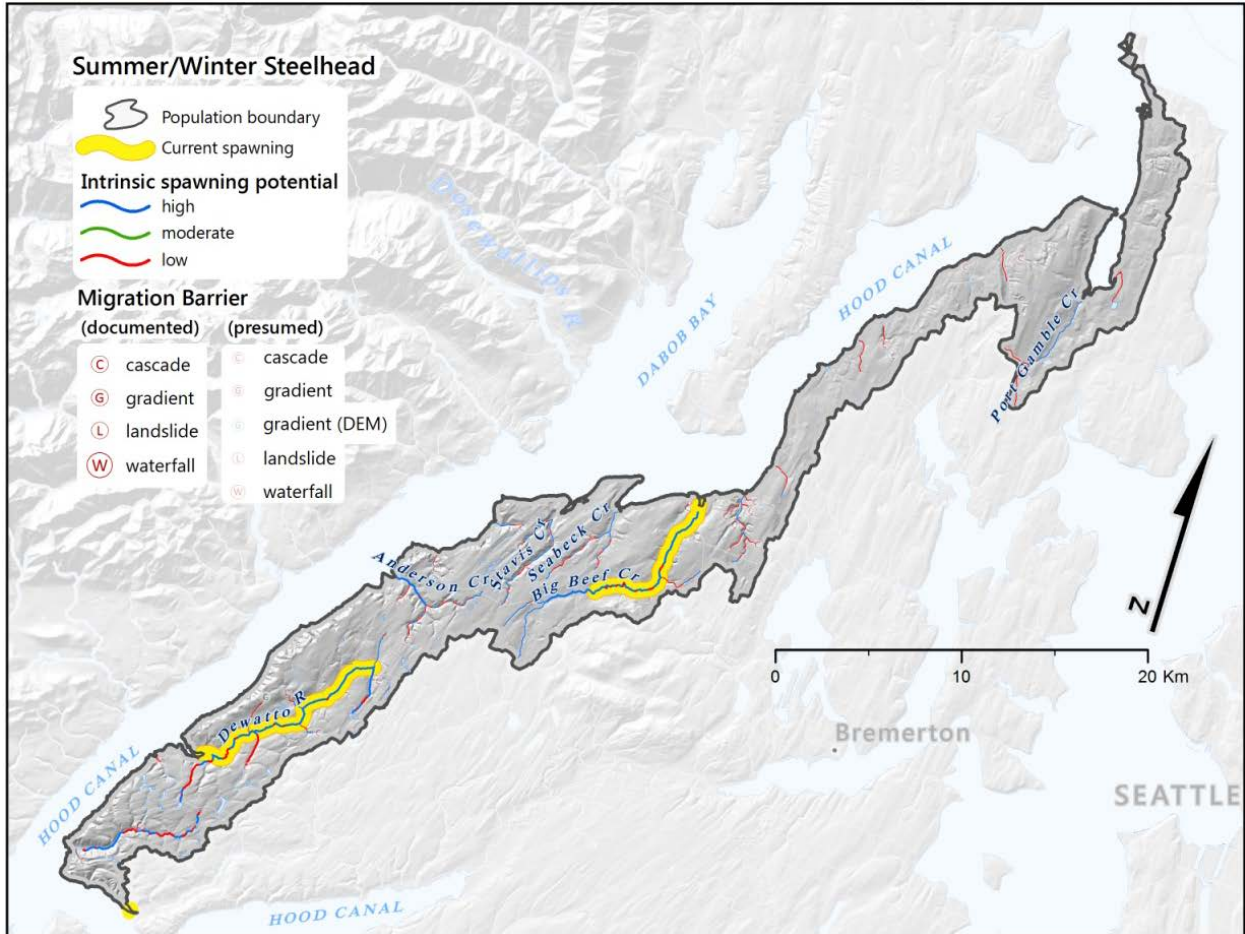 Summer/Winter Steelhead
Population boundary
Current spawning
Intrinsic spawning potential
high
moderate
low
Migration Barrier
(documented)
(presumed)
C cascade
G gradient
L landslide
W waterfall
C cascade
G gradient
G gradient (DEM)
L landslide
W waterfall
Dosewallips R
DABOB BAY
HOOD CANAL
Port Gamble Cr
Anderson Cr
Stavis Cr
Seabeck Cr
Big Beef Cr
Dewatto R
HOOD CANAL
HOOD CANAL
N
0 10 20 Km
Bremerton
SEATTLE